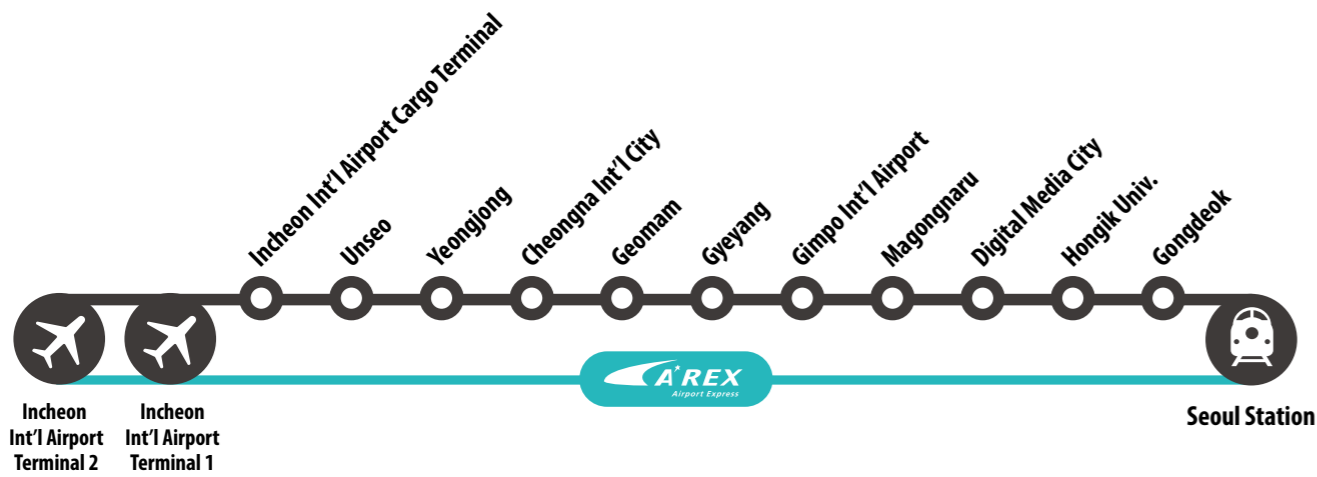 Incheon Int'l Airport Cargo Terminal
Unseo
Yeongjong
Cheongna Int'l City
Geomam
Gyeyang
Gimpo Int'l Airport
Magongnaru
Digital Media City
Hongik Univ.
Gongdeok
A*REX
Airport Express
Incheon
Int'l Airport
Terminal 2
Incheon
Int'l Airport
Terminal 1
Seoul Station